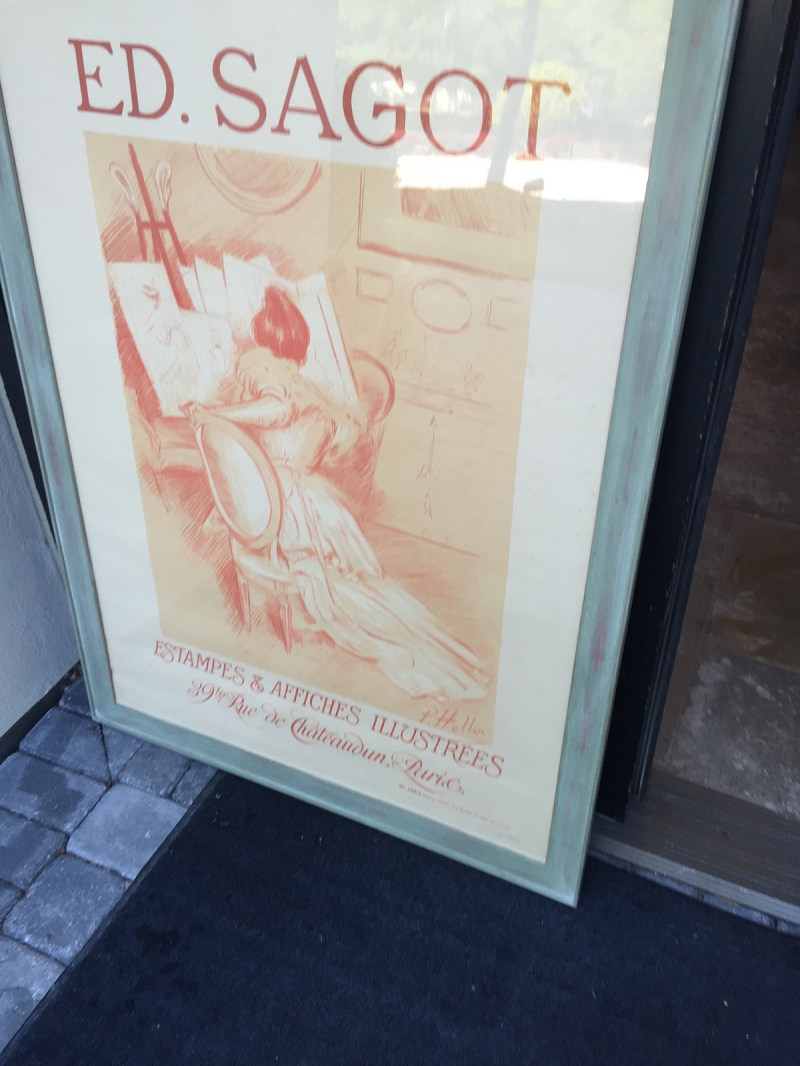 ED. SAGOT
P. Helleu
ESTAMPES & AFFICHES ILLUSTRÉES
39bis Rue de Châteaudun, Paris,